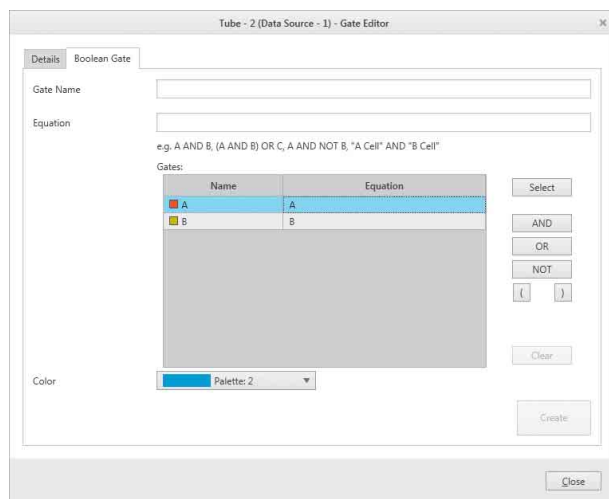 Tube - 2 (Data Source - 1) - Gate Editor
Details Boolean Gate
Gate Name
Equation
e.g. A AND B, (A AND B) OR C, A AND NOT B, "A Cell" AND "B Cell"
Gates:
Name Equation
Select
A A
B B
AND
OR
NOT
( )
Clear
Color Palette: 2
Create
Close